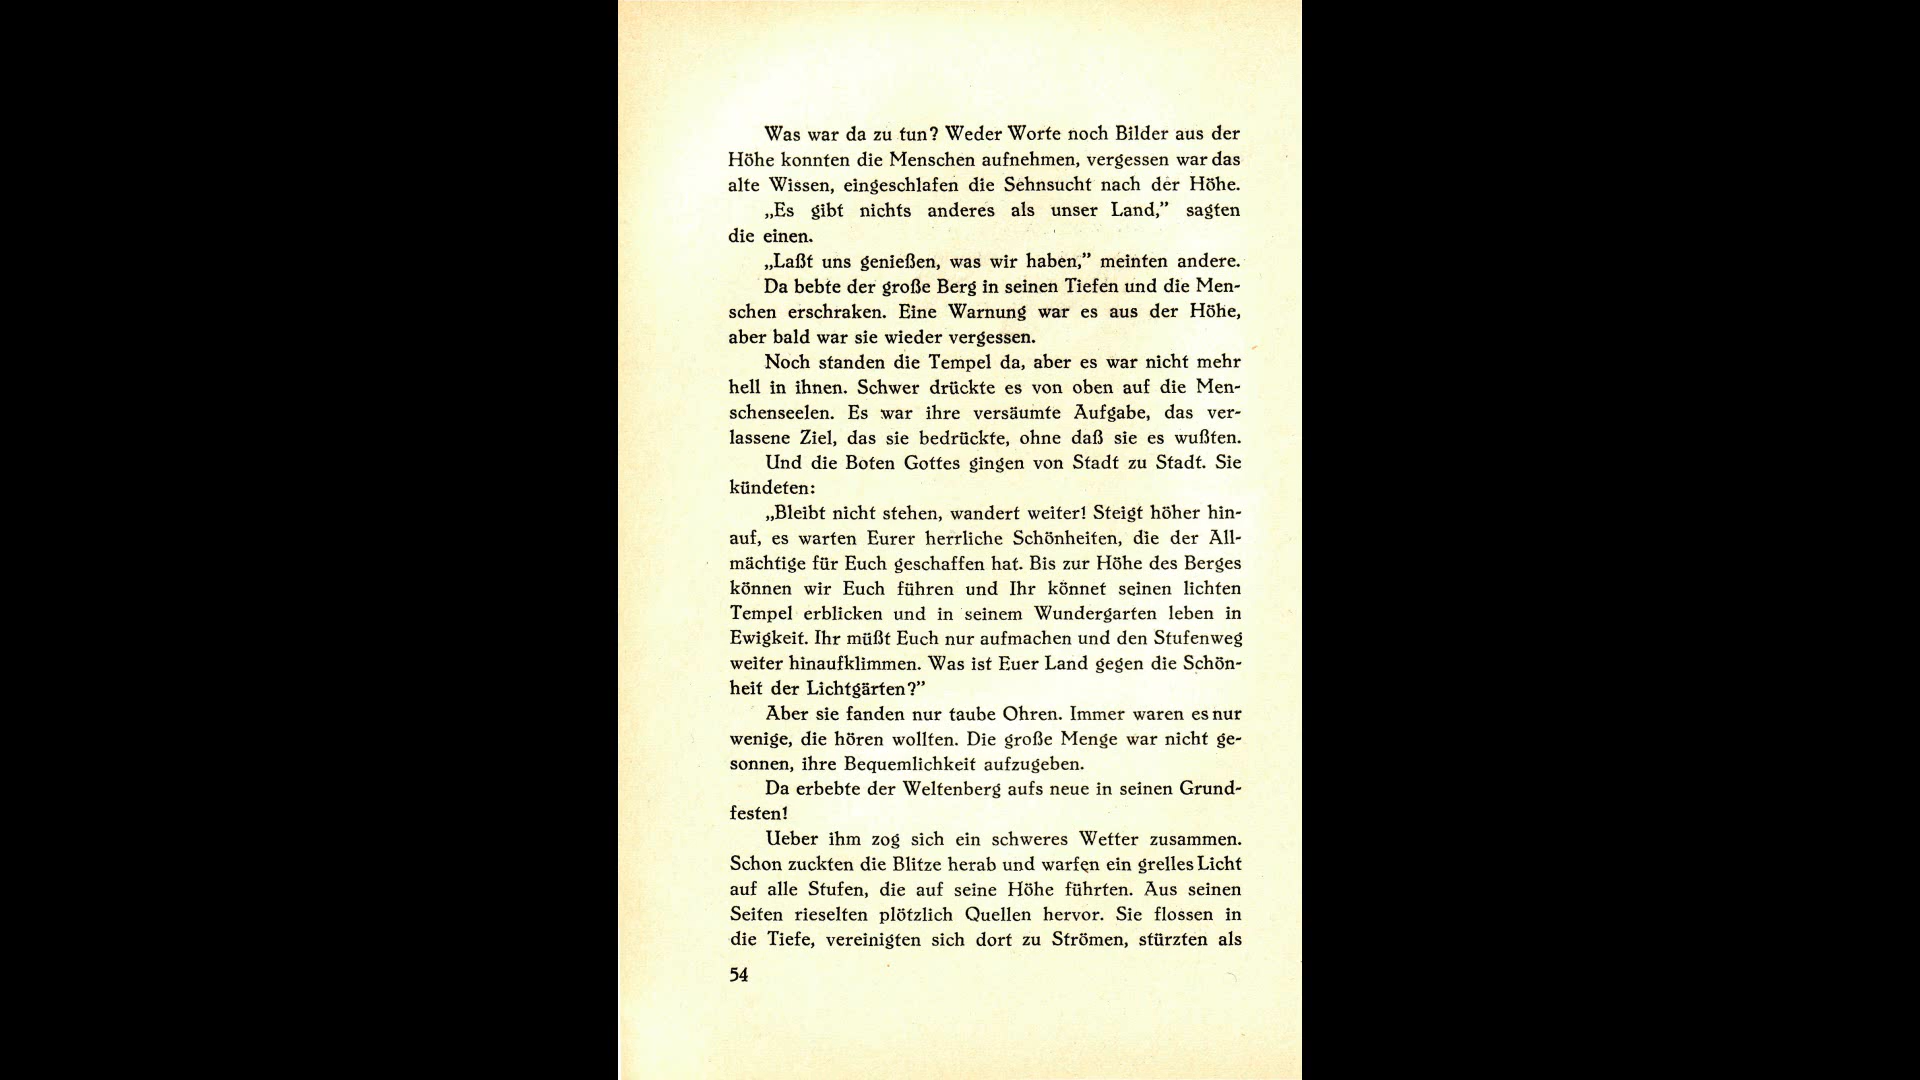 Was war da zu tun? Weder Worte noch Bilder aus der
Höhe konnten die Menschen aufnehmen, vergessen war das
alte Wissen, eingeschlafen die Sehnsucht nach der Höhe.
„Es gibt nichts anderes als unser Land,” sagten
die einen.
„Laßt uns genießen, was wir haben,” meinten andere.
Da bebte der große Berg in seinen Tiefen und die Men-
schen erschraken. Eine Warnung war es aus der Höhe,
aber bald war sie wieder vergessen.
Noch standen die Tempel da, aber es war nicht mehr
hell in ihnen. Schwer drückte es von oben auf die Men-
schenseelen. Es war ihre versäumte Aufgabe, das ver-
lassene Ziel, das sie bedrückte, ohne daß sie es wußten.
Und die Boten Gottes gingen von Stadt zu Stadt. Sie
kündeten:
„Bleibt nicht stehen, wandert weiter! Steigt höher hin-
auf, es warten Eurer herrliche Schönheiten, die der All-
mächtige für Euch geschaffen hat. Bis zur Höhe des Berges
können wir Euch führen und Ihr könnet seinen lichten
Tempel erblicken und in seinem Wundergarten leben in
Ewigkeit. Ihr müßt Euch nur aufmachen und den Stufenweg
weiter hinaufklimmen. Was ist Euer Land gegen die Schön-
heit der Lichtgärten?”
Aber sie fanden nur taube Ohren. Immer waren es nur
wenige, die hören wollten. Die große Menge war nicht ge-
sonnen, ihre Bequemlichkeit aufzugeben.
Da erbebte der Weltenberg aufs neue in seinen Grund-
festen!
Ueber ihm zog sich ein schweres Wetter zusammen.
Schon zuckten die Blitze herab und warfen ein grelles Licht
auf alle Stufen, die auf seine Höhe führten. Aus seinen
Seiten rieselten plötzlich Quellen hervor. Sie flossen in
die Tiefe, vereinigten sich dort zu Strömen, stürzten als
54